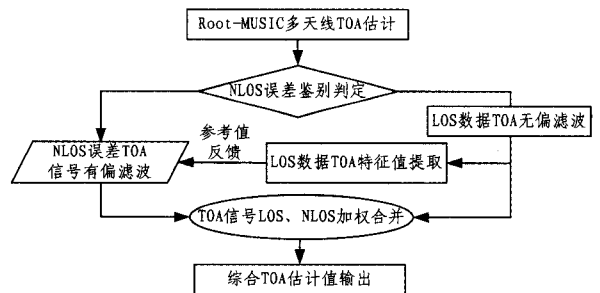 Root-MUSIC多天线TOA估计
NLOS误差鉴别判定
LOS数据TOA无偏滤波
参考值
反馈
NLOS误差TOA
信号有偏滤波
LOS数据TOA特征值提取
TOA信号LOS、NLOS加权合并
综合TOA估计值输出